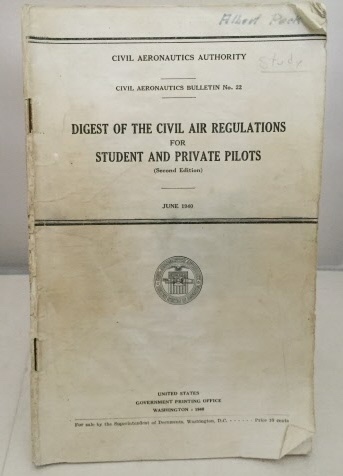 Albert Peck
Study
CIVIL AERONAUTICS AUTHORITY
CIVIL AERONAUTICS BULLETIN No. 22
DIGEST OF THE CIVIL AIR REGULATIONS
FOR
STUDENT AND PRIVATE PILOTS
(Second Edition)
JUNE 1940
UNITED STATES
GOVERNMENT PRINTING OFFICE
WASHINGTON : 1940
For sale by the Superintendent of Documents, Washington, D.C. - - - - - - Price 10 cents